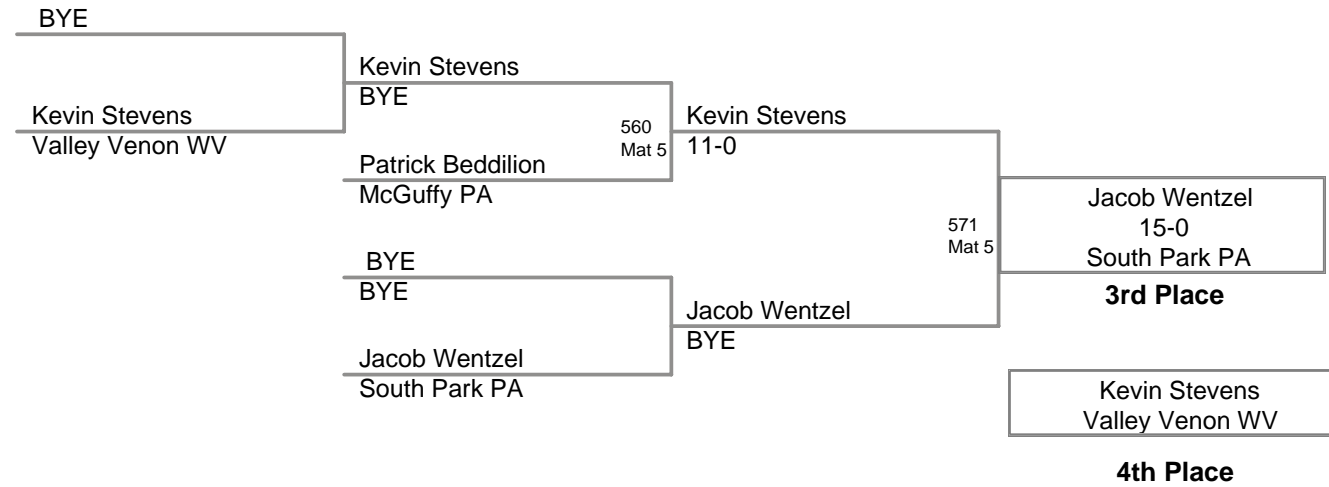 BYE
Kevin Stevens
Valley Venon WV
Kevin Stevens
BYE
Patrick Beddilion
McGuffy PA
560
Mat 5
Kevin Stevens
11-0
BYE
BYE
Jacob Wentzel
South Park PA
Jacob Wentzel
BYE
571
Mat 5
Jacob Wentzel
15-0
South Park PA
3rd Place
Kevin Stevens
Valley Venon WV
4th Place